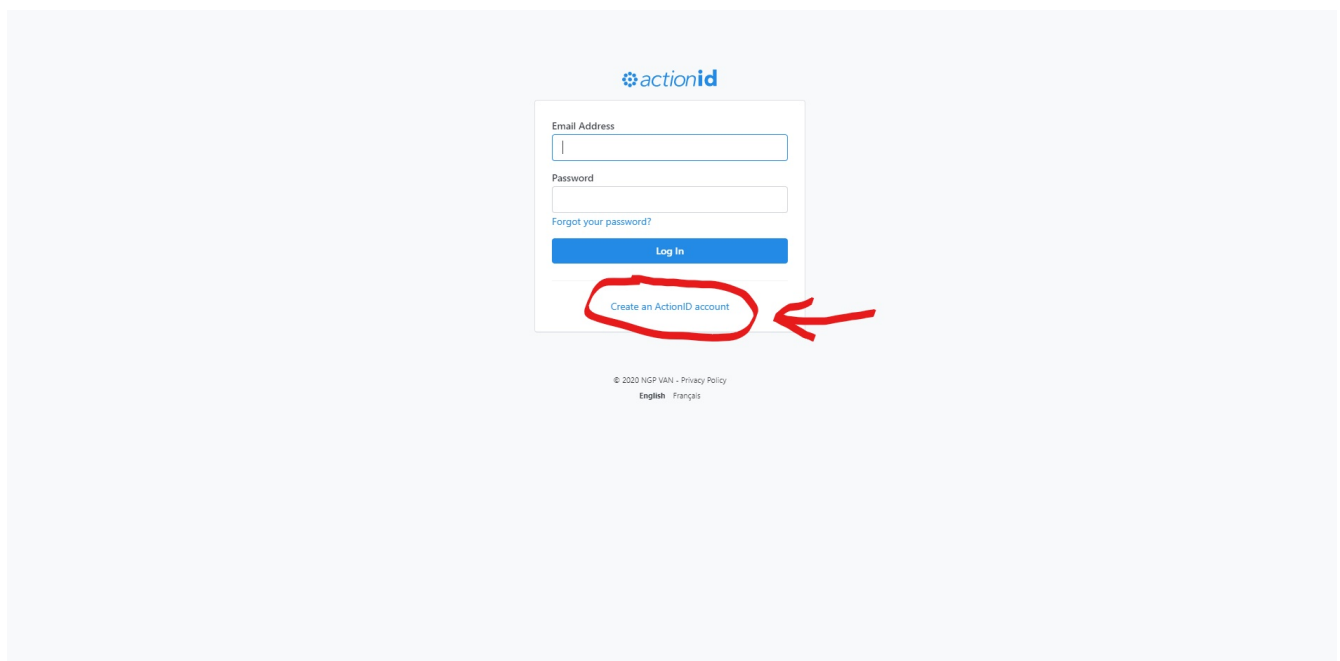 actionid
Email Address
Password
Forgot your password?
Log In
Create an ActionID account
© 2020 NGP VAN - Privacy Policy
English Français